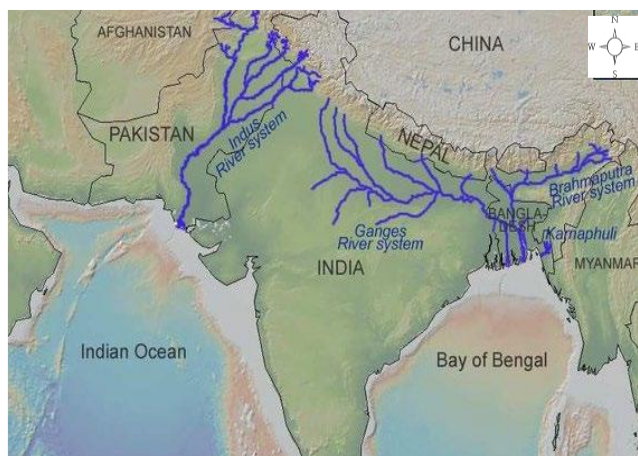 AFGHANISTAN
CHINA
N
W E
S
PAKISTAN
Indus
River system
NEPAL
Brahmaputra
River system
BANGLA-
DESH
Ganges
River system
Karnaphuli
INDIA
MYANMAR
Indian Ocean
Bay of Bengal